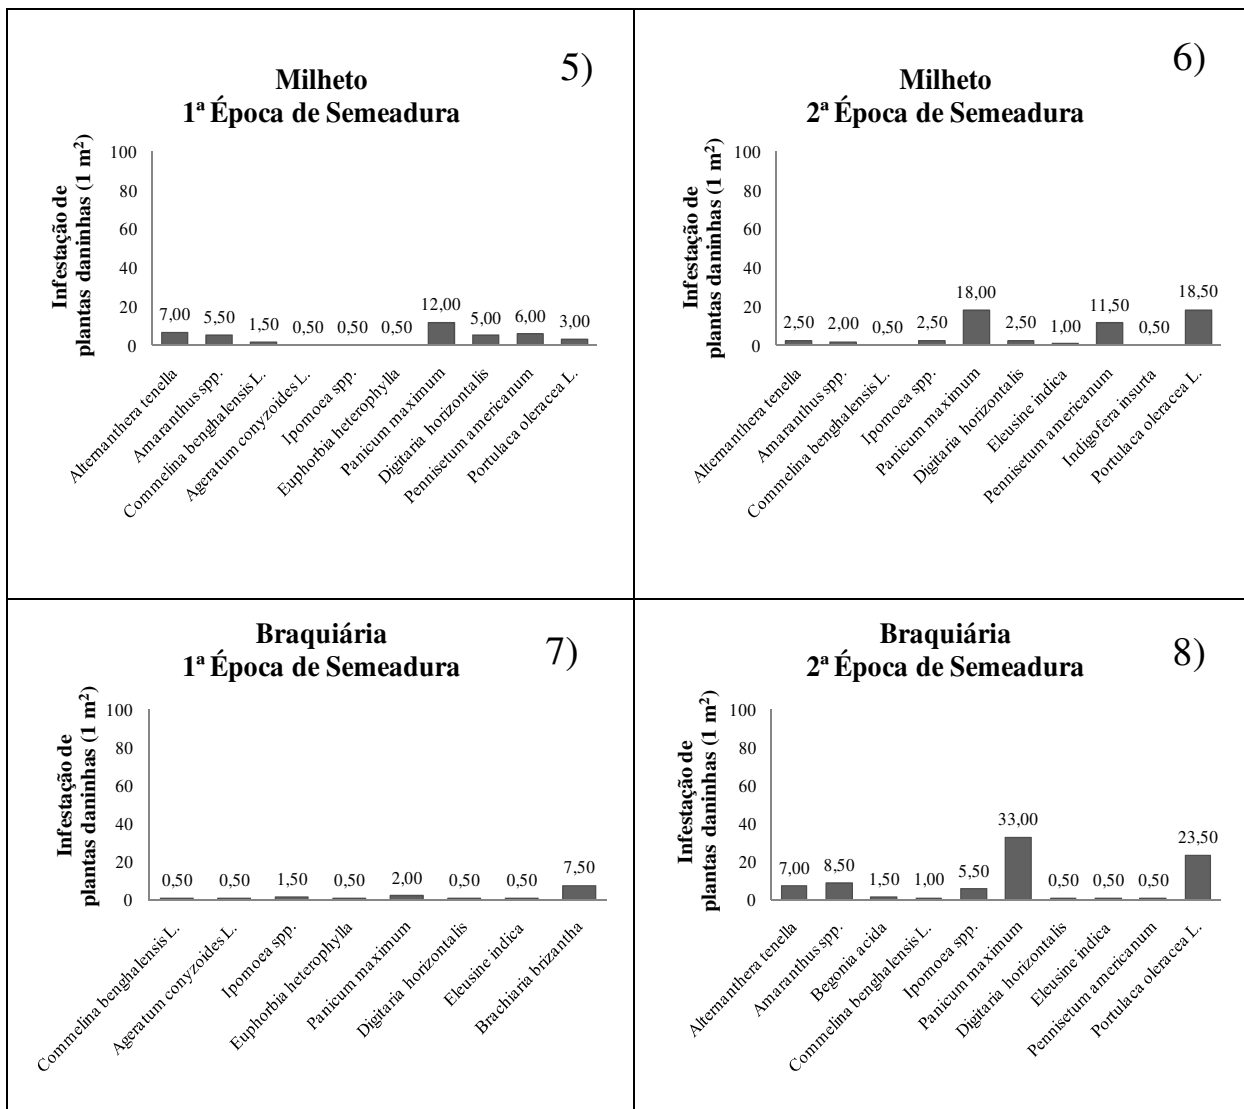 5)
Milheto
1ª Época de Semeadura
Infestação de
plantas daninhas (1 m²)
100
80
60
40
20
0
7,00
5,50
1,50
0,50
0,50
0,50
12,00
5,00
6,00
3,00
Alternanthera tenella
Amaranthus spp.
Commelina benghalensis L.
Ageratum conyzoides L.
Ipomoea spp.
Euphorbia heterophylla
Panicum maximum
Digitaria horizontalis
Pennisetum americanum
Portulaca oleracea L.
6)
Milheto
2ª Época de Semeadura
Infestação de
plantas daninhas (1 m²)
100
80
60
40
20
0
2,50
2,00
0,50
2,50
18,00
2,50
1,00
11,50
0,50
18,50
Alternanthera tenella
Amaranthus spp.
Commelina benghalensis L.
Ipomoea spp.
Panicum maximum
Digitaria horizontalis
Eleusine indica
Pennisetum americanum
Indigofera insurta
Portulaca oleracea L.
7)
Braquiária
1ª Época de Semeadura
Infestação de
plantas daninhas (1 m²)
100
80
60
40
20
0
0,50
0,50
1,50
0,50
2,00
0,50
0,50
7,50
Commelina benghalensis L.
Ageratum conyzoides L.
Ipomoea spp.
Euphorbia heterophylla
Panicum maximum
Digitaria horizontalis
Eleusine indica
Brachiaria brizantha
8)
Braquiária
2ª Época de Semeadura
Infestação de
plantas daninhas (1 m²)
100
80
60
40
20
0
7,00
8,50
1,50
1,00
5,50
33,00
0,50
0,50
0,50
23,50
Alternanthera tenella
Amaranthus spp.
Begonia acida
Commelina benghalensis L.
Ipomoea spp.
Panicum maximum
Digitaria horizontalis
Eleusine indica
Pennisetum americanum
Portulaca oleracea L.